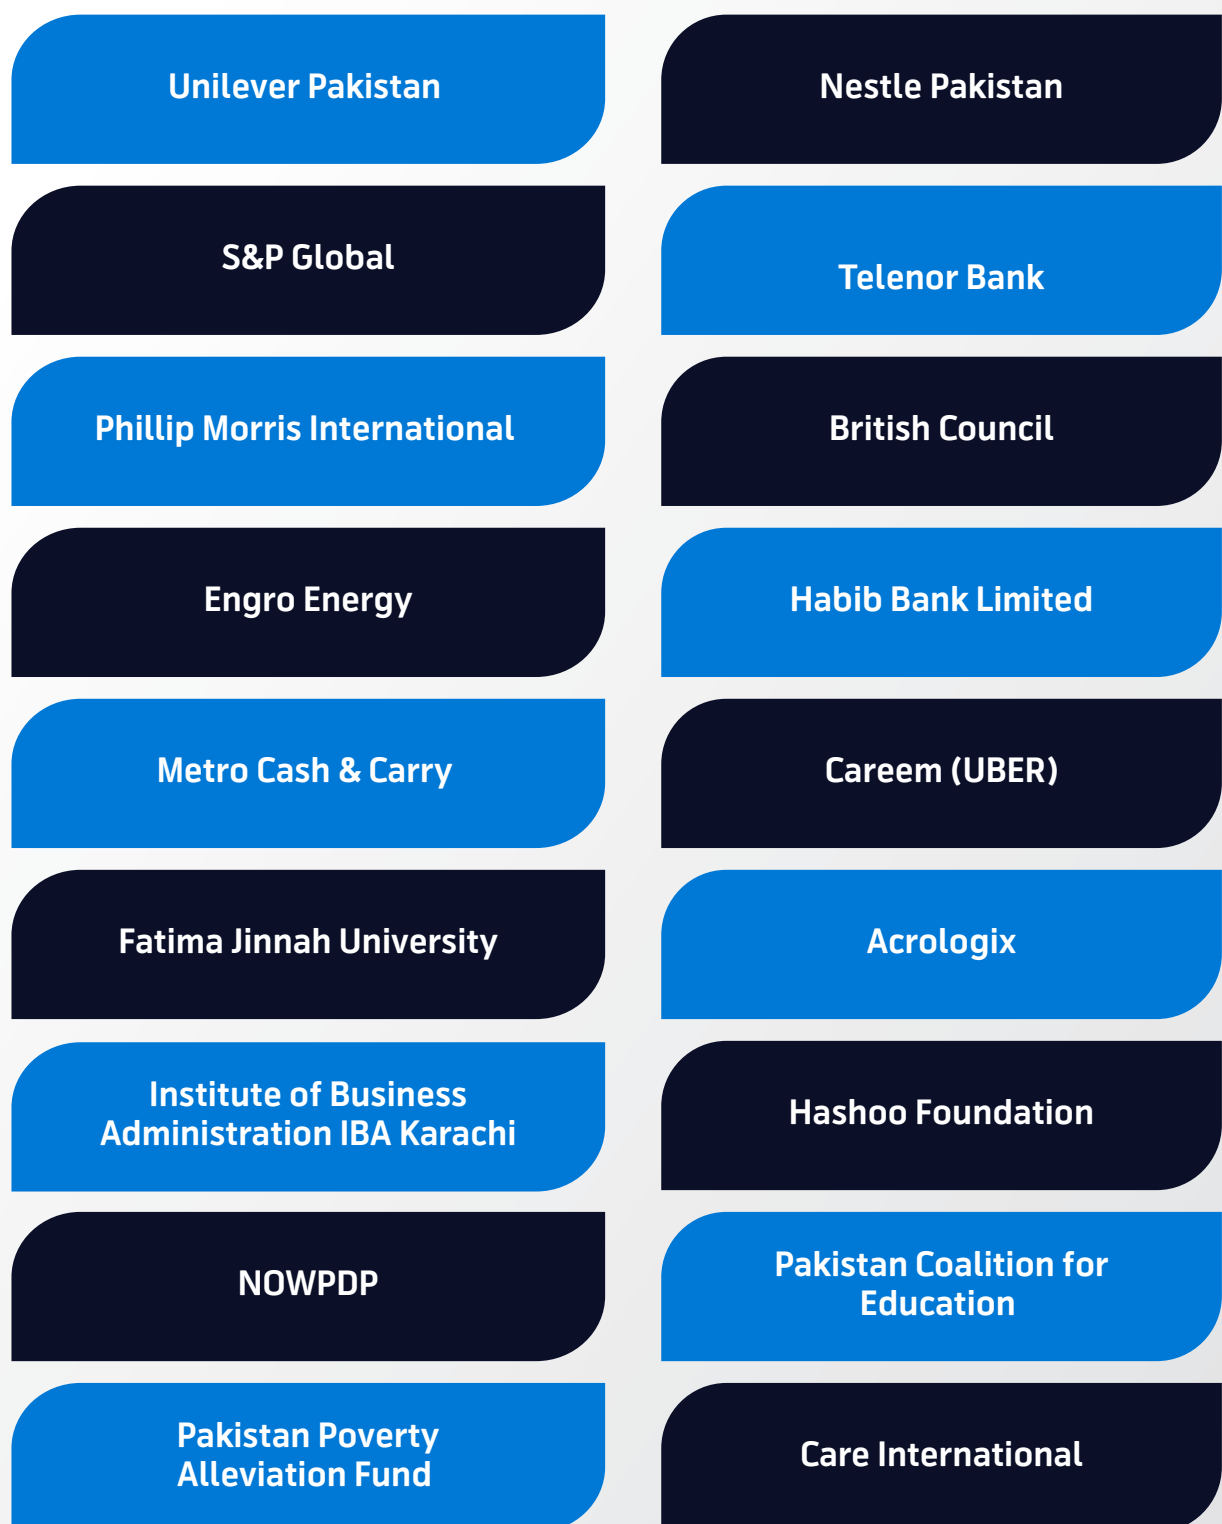 Unilever Pakistan
Nestle Pakistan
S&P Global
Telenor Bank
Phillip Morris International
British Council
Engro Energy
Habib Bank Limited
Metro Cash & Carry
Careem (UBER)
Fatima Jinnah University
Acrologix
Institute of Business
Administration IBA Karachi
Hashoo Foundation
NOWPDP
Pakistan Coalition for
Education
Pakistan Poverty
Alleviation Fund
Care International